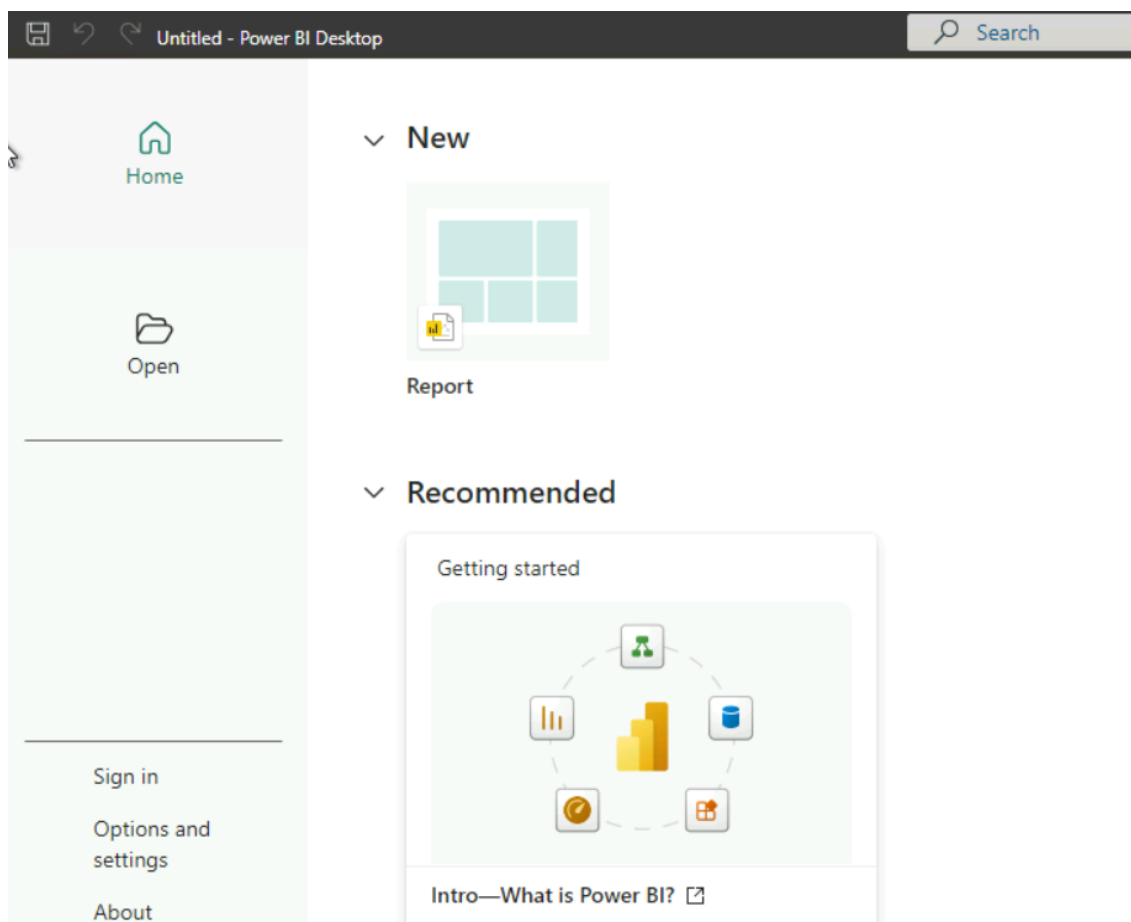 Untitled - Power BI Desktop
Search
Home
Open
New
Report
Recommended
Getting started
Intro—What is Power BI?
Sign in
Options and
settings
About